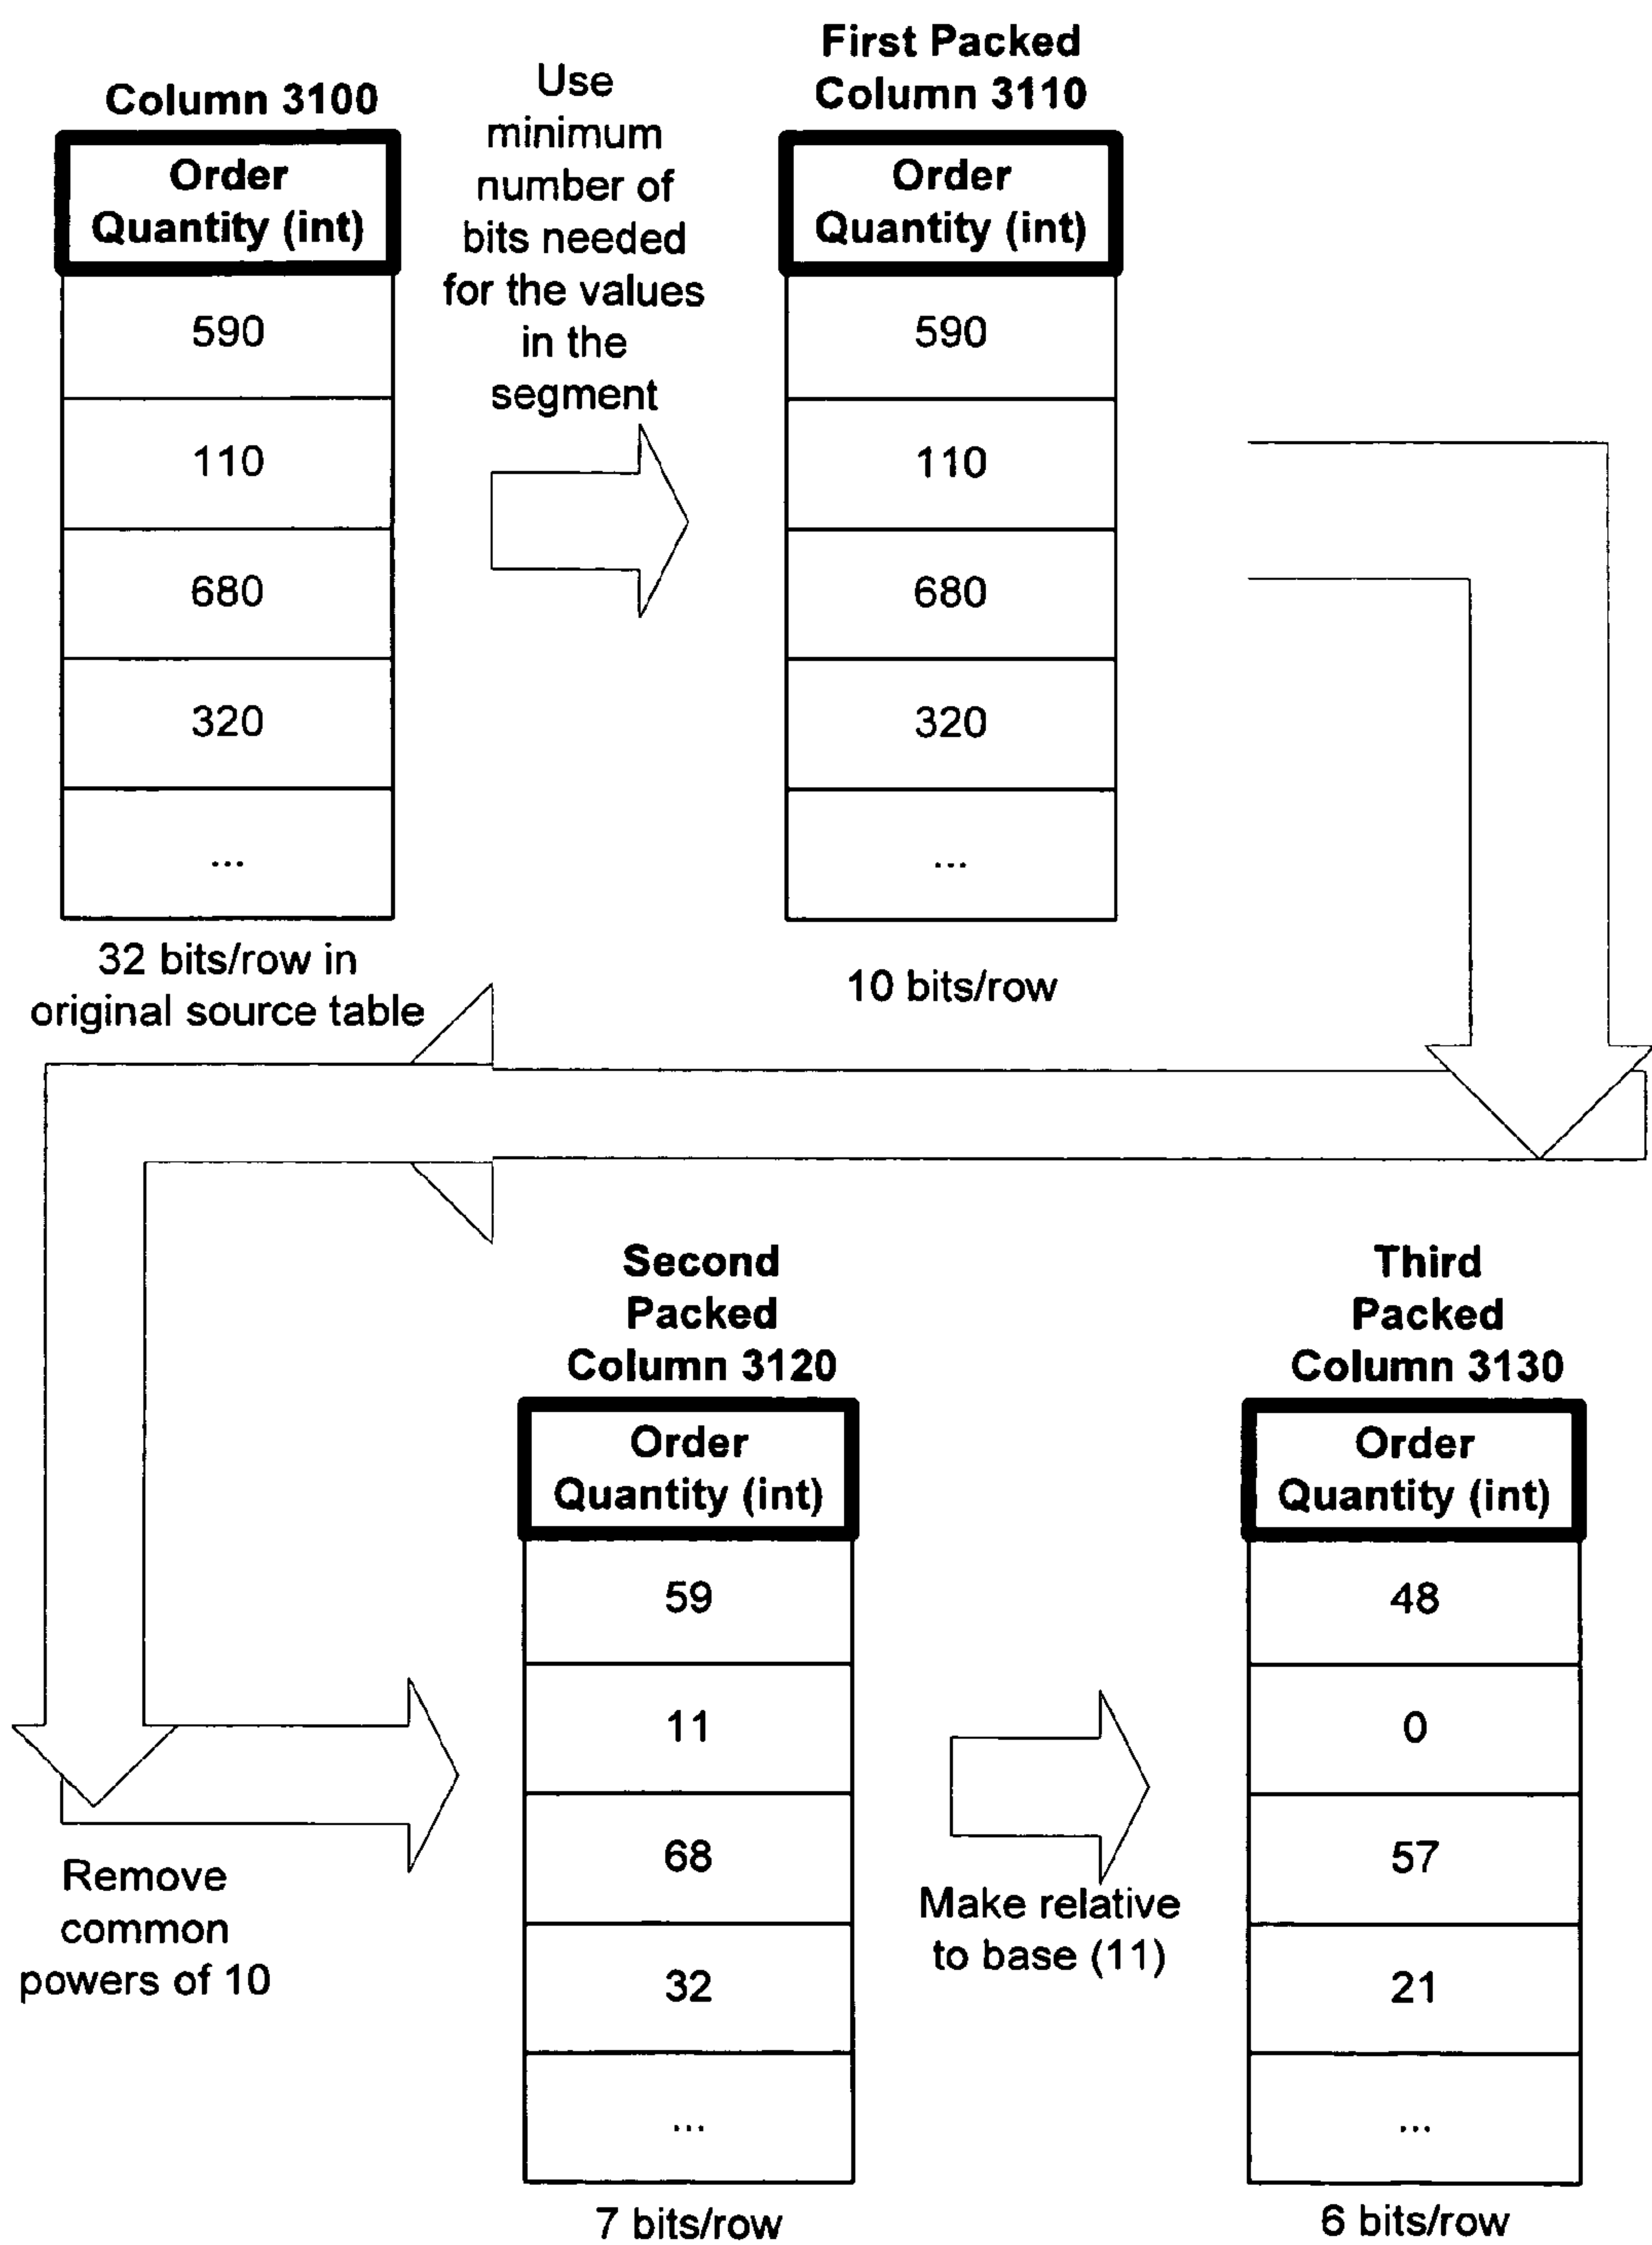 Column 3100
Order
Quantity (int)
590
110
680
320
...
32 bits/row in
original source table
Use
minimum
number of
bits needed
for the values
in the
segment
First Packed
Column 3110
Order
Quantity (int)
590
110
680
320
...
10 bits/row
Remove
common
powers of 10
Second
Packed
Column 3120
Order
Quantity (int)
59
11
68
32
...
7 bits/row
Make relative
to base (11)
Third
Packed
Column 3130
Order
Quantity (int)
48
0
57
21
...
6 bits/row